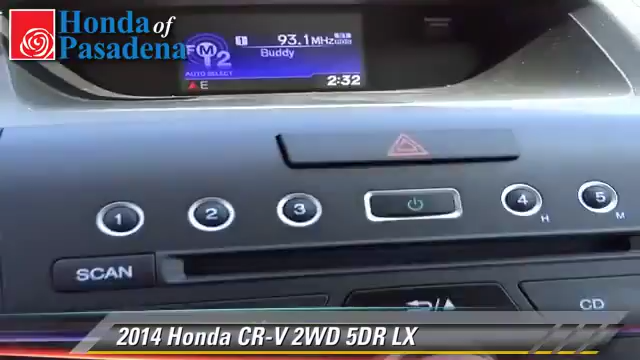 Honda of
Pasadena
1 93.1 MHz
FM 2
Buddy
AUTO SELECT
E 2:32
1 2 3 4 5
H M
SCAN
CD
2014 Honda CR-V 2WD 5DR LX